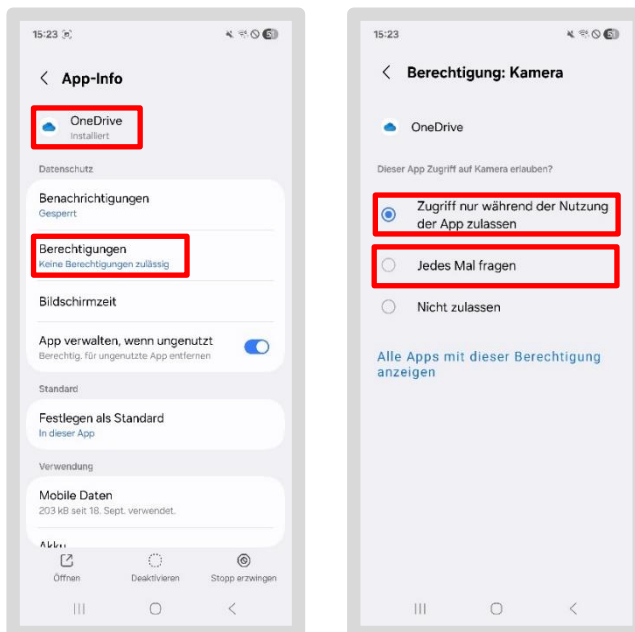 15:23
App-Info
OneDrive
Installiert
Datenschutz
Benachrichtigungen
Gesperrt
Berechtigungen
Keine Berechtigungen zulässig
Bildschirmzeit
App verwalten, wenn ungenutzt
Berechtig. für ungenutzte App entfernen
Standard
Festlegen als Standard
In dieser App
Verwendung
Mobile Daten
203 kB seit 18. Sept. verwendet.
Akku
Öffnen Deaktivieren Stopp erzwingen
15:23
Berechtigung: Kamera
OneDrive
Dieser App Zugriff auf Kamera erlauben?
Zugriff nur während der Nutzung
der App zulassen
Jedes Mal fragen
Nicht zulassen
Alle Apps mit dieser Berechtigung
anzeigen